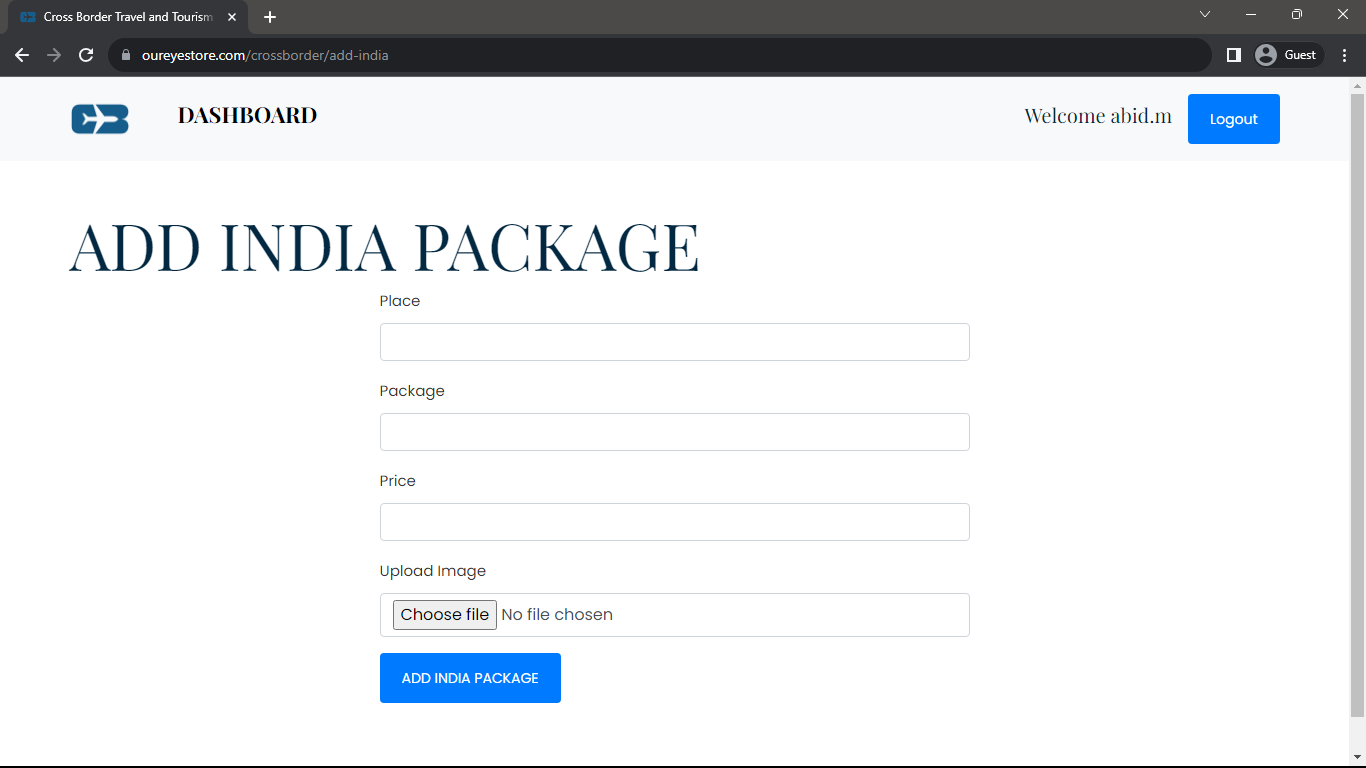 Cross Border Travel and Tourism
oureyestore.com/crossborder/add-india
Guest
DASHBOARD
Welcome abid.m
Logout
ADD INDIA PACKAGE
Place
Package
Price
Upload Image
Choose file No file chosen
ADD INDIA PACKAGE